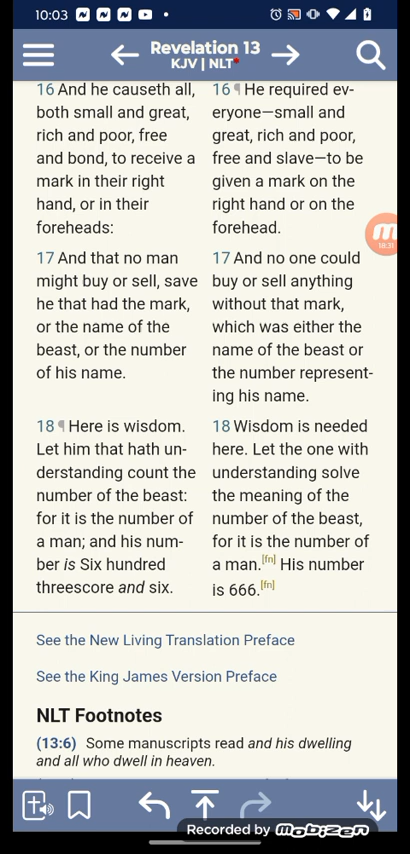 10:03
Revelation 13
KJV | NLT
16 And he causeth all,
both small and great,
rich and poor, free
and bond, to receive a
mark in their right
hand, or in their
foreheads:
16 ¶ He required ev-
eryone—small and
great, rich and poor,
free and slave—to be
given a mark on the
right hand or on the
forehead.
18:31
17 And that no man
might buy or sell, save
he that had the mark,
or the name of the
beast, or the number
of his name.
17 And no one could
buy or sell anything
without that mark,
which was either the
name of the beast or
the number represent-
ing his name.
18 ¶ Here is wisdom.
Let him that hath un-
derstanding count the
number of the beast:
for it is the number of
a man; and his num-
ber is Six hundred
threescore and six.
18 Wisdom is needed
here. Let the one with
understanding solve
the meaning of the
number of the beast,
for it is the number of
a man.[fn] His number
is 666.[fn]
See the New Living Translation Preface
See the King James Version Preface
NLT Footnotes
(13:6) Some manuscripts read and his dwelling
and all who dwell in heaven.
Recorded by MOBIZEN